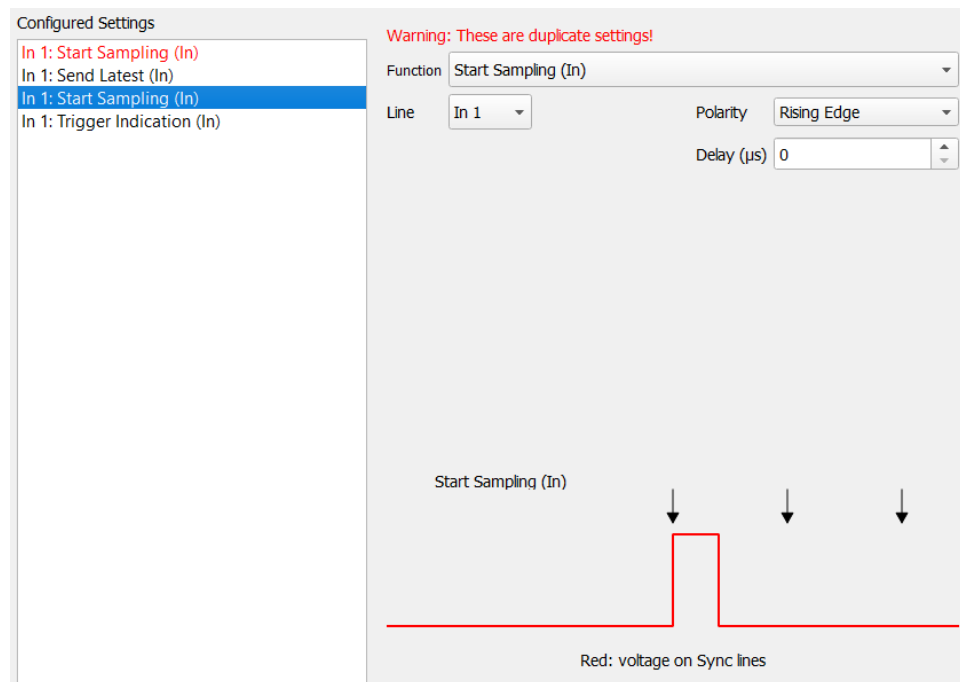 Configured Settings
In 1: Start Sampling (In)
In 1: Send Latest (In)
In 1: Start Sampling (In)
In 1: Trigger Indication (In)
Warning: These are duplicate settings!
Function Start Sampling (In)
Line In 1 Polarity Rising Edge
Delay (µs) 0
Start Sampling (In)
Red: voltage on Sync lines